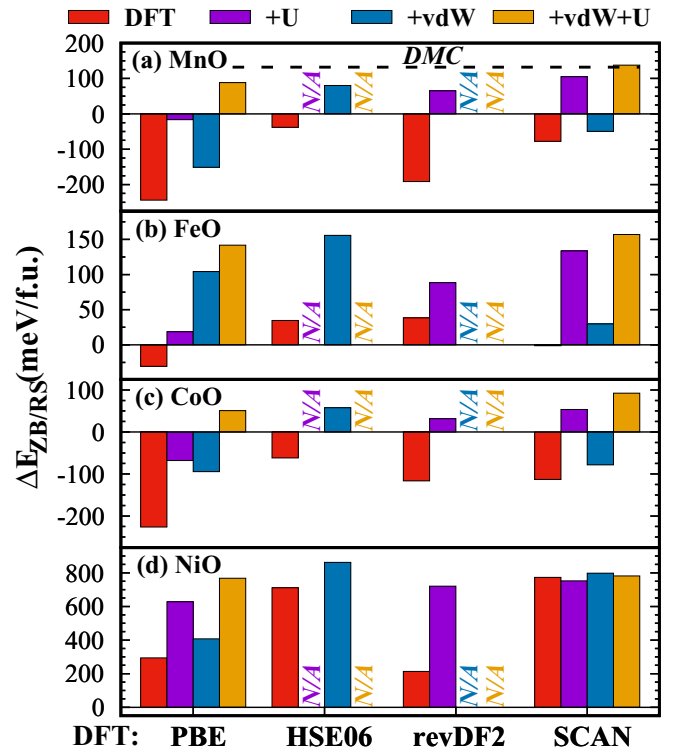 DFT +U +vdW +vdW+U
ΔE_ZB/RS(meV/f.u.)
(a) MnO
DMC
200
100
0
-100
-200
N/A N/A N/A N/A
(b) FeO
150
100
50
0
N/A N/A N/A N/A
(c) CoO
100
0
-100
-200
N/A N/A N/A N/A
(d) NiO
800
600
400
200
0
N/A N/A N/A N/A
DFT: PBE HSE06 revDF2 SCAN